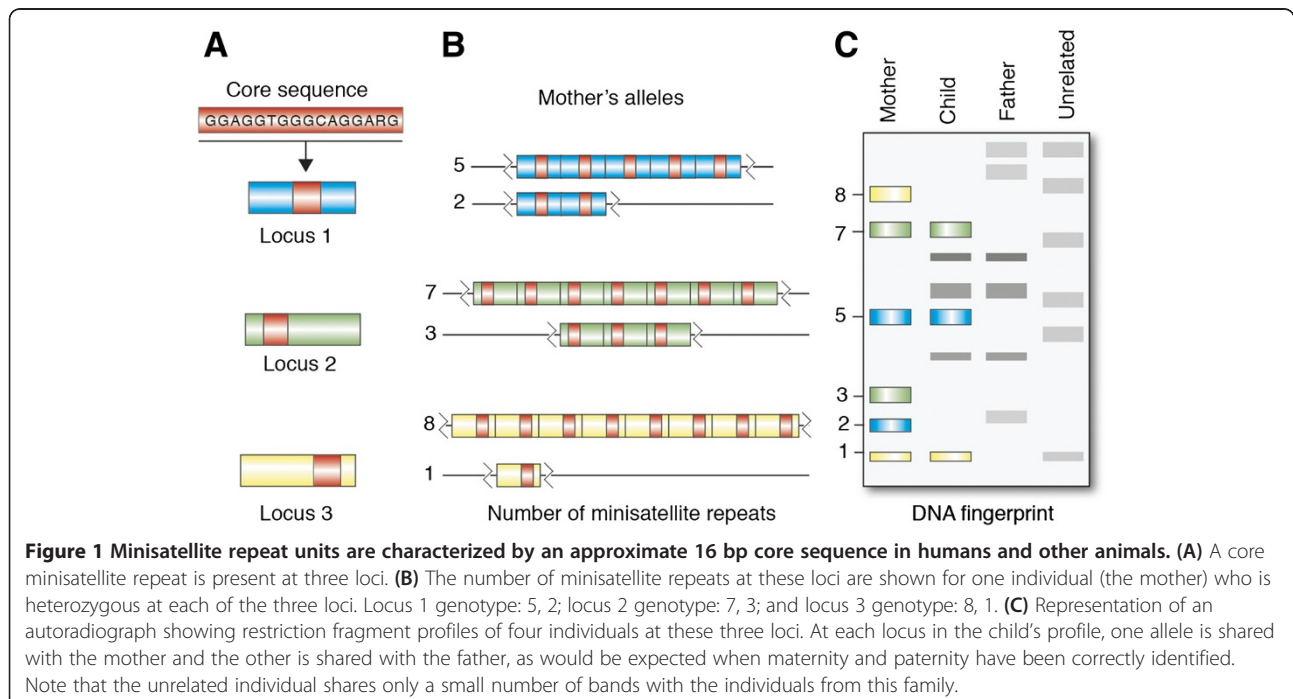 A
Core sequence
GGAGGTGGGCAGGARG
Locus 1
Locus 2
Locus 3
B
Mother's alleles
5
2
7
3
8
1
Number of minisatellite repeats
C
Mother
Child
Father
Unrelated
8
7
5
3
2
1
DNA fingerprint
Figure 1 Minisatellite repeat units are characterized by an approximate 16 bp core sequence in humans and other animals. (A) A core
minisatellite repeat is present at three loci. (B) The number of minisatellite repeats at these loci are shown for one individual (the mother) who is
heterozygous at each of the three loci. Locus 1 genotype: 5, 2; locus 2 genotype: 7, 3; and locus 3 genotype: 8, 1. (C) Representation of an
autoradiograph showing restriction fragment profiles of four individuals at these three loci. At each locus in the child's profile, one allele is shared
with the mother and the other is shared with the father, as would be expected when maternity and paternity have been correctly identified.
Note that the unrelated individual shares only a small number of bands with the individuals from this family.